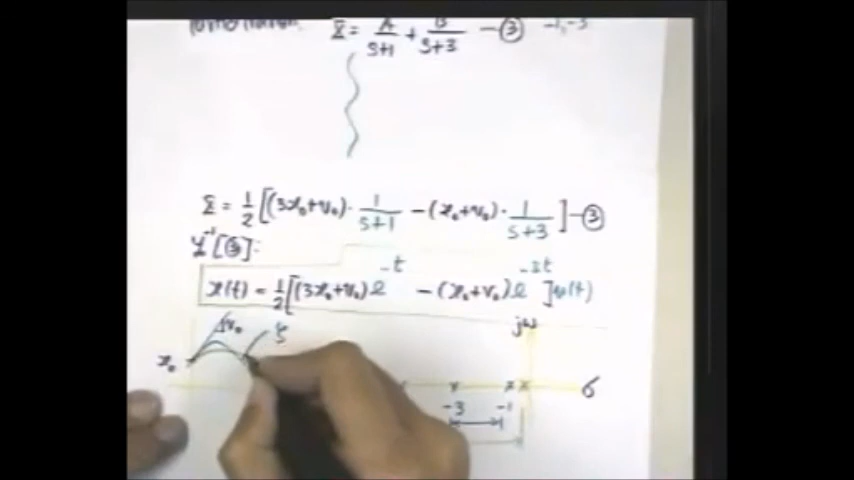 X = A/S+1 + B/S+3 — ③ -1, -3
X = 1/2 [(3x₀+v₀)· 1/S+1 − (x₀+v₀)· 1/S+3 ] — ③
ℒ⁻¹[③]:
x(t) = 1/2 [(3x₀+v₀)e^-t − (x₀+v₀)e^-3t ]u(t)
v₀ jω
x₀ σ
-3 -1